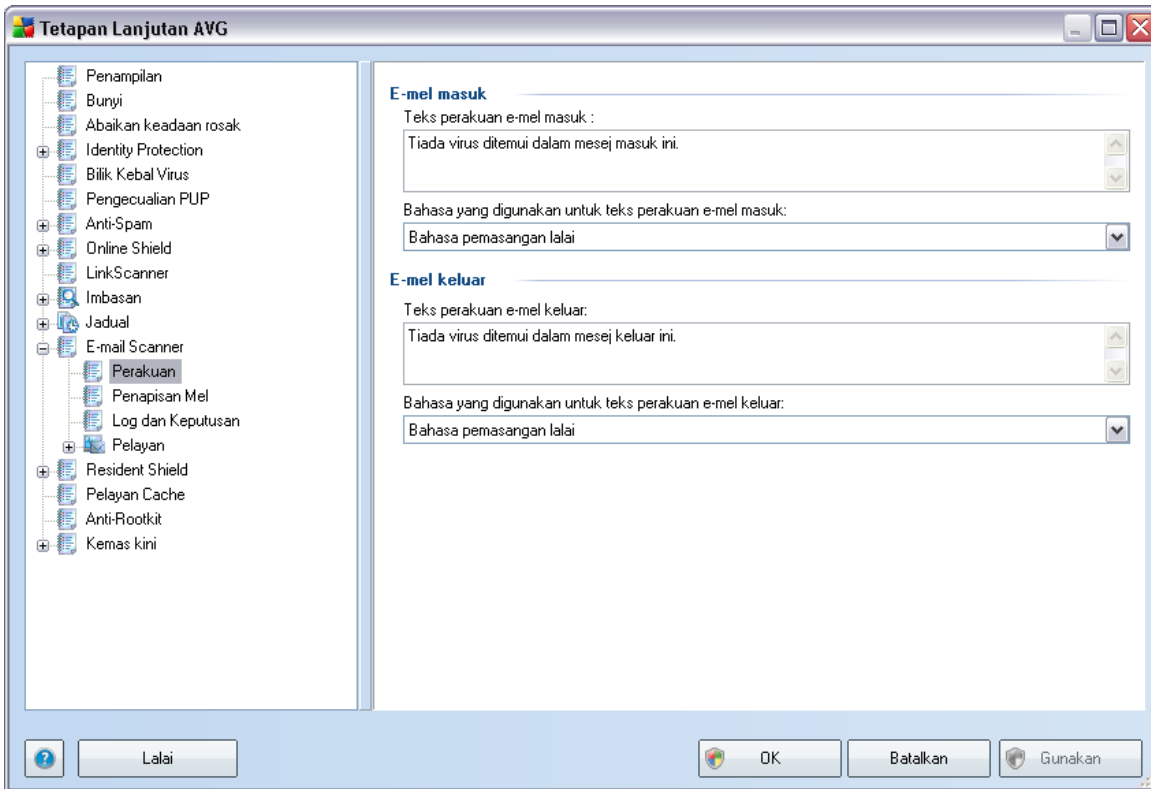 Tetapan Lanjutan AVG
Penampilan
Bunyi
Abaikan keadaan rosak
Identity Protection
Bilik Kebal Virus
Pengecualian PUP
Anti-Spam
Online Shield
LinkScanner
Imbasan
Jadual
E-mail Scanner
Perakuan
Penapisan Mel
Log dan Keputusan
Pelayan
Resident Shield
Pelayan Cache
Anti-Rootkit
Kemas kini
E-mel masuk
Teks perakuan e-mel masuk :
Tiada virus ditemui dalam mesej masuk ini.
Bahasa yang digunakan untuk teks perakuan e-mel masuk:
Bahasa pemasangan lalai
E-mel keluar
Teks perakuan e-mel keluar:
Tiada virus ditemui dalam mesej keluar ini.
Bahasa yang digunakan untuk teks perakuan e-mel keluar:
Bahasa pemasangan lalai
? Lalai OK Batalkan Gunakan